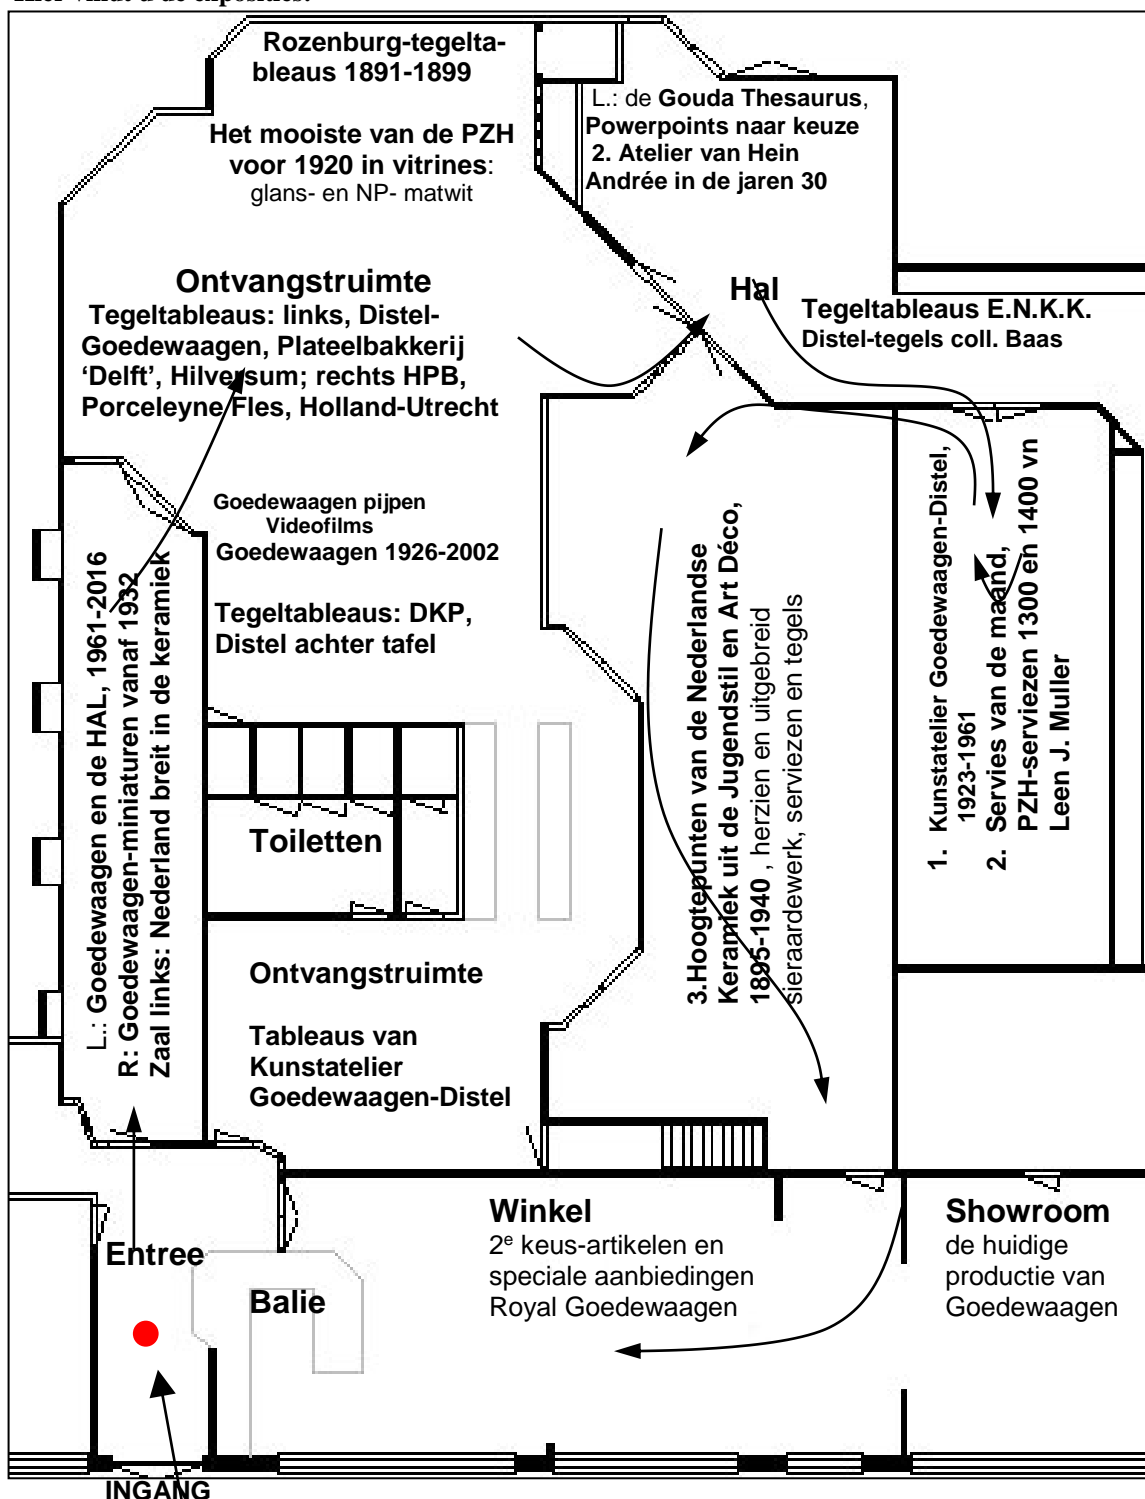 Hier vindt u de exposities:
Rozenburg-tegelta-
bleaus 1891-1899
Het mooiste van de PZH
voor 1920 in vitrines:
glans- en NP- matwit
L.: de Gouda Thesaurus,
Powerpoints naar keuze
2. Atelier van Hein
Andrée in de jaren 30
Ontvangstruimte
Tegeltableaus: links, Distel-
Goedewaagen, Plateelbakkerij
‘Delft’, Hilversum; rechts HPB,
Porceleyne Fles, Holland-Utrecht
Hal
Tegeltableaus E.N.K.K.
Distel-tegels coll. Baas
Goedewaagen pijpen
Videofilms
Goedewaagen 1926-2002
Tegeltableaus: DKP,
Distel achter tafel
L.: Goedewaagen en de HAL, 1961-2016
R: Goedewaagen-miniaturen vanaf 1932
Zaal links: Nederland breit in de keramiek
3.Hoogtepunten van de Nederlandse
Keramiek uit de Jugendstil en Art Déco,
1895-1940 , herzien en uitgebreid
sieraardewerk, serviezen en tegels
1. Kunstatelier Goedewaagen-Distel,
1923-1961
2. Servies van de maand,
PZH-serviezen 1300 en 1400 vn
Leen J. Muller
Toiletten
Ontvangstruimte
Tableaus van
Kunstatelier
Goedewaagen-Distel
Entree
Balie
Winkel
2e keus-artikelen en
speciale aanbiedingen
Royal Goedewaagen
Showroom
de huidige
productie van
Goedewaagen
INGANG